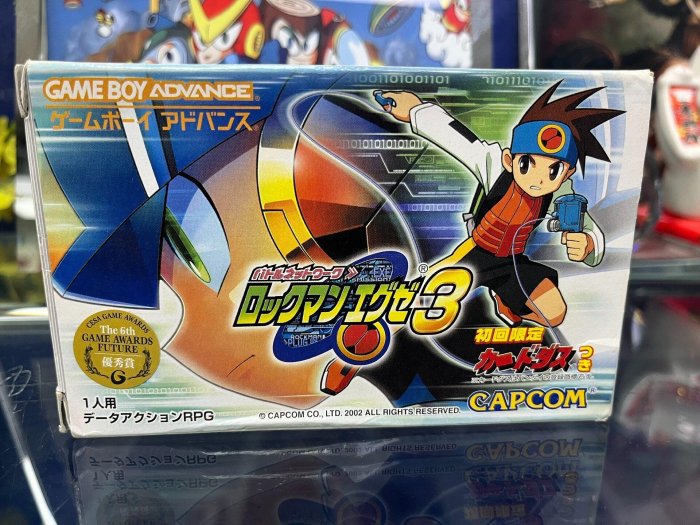 GAME BOY ADVANCE
ゲームボーイ アドバンス®
バトルネットワーク
ロックマン エグゼ3®
CESA GAME AWARDS
The 6th
GAME AWARDS
FUTURE
優秀賞
G
1人用
データアクションRPG
初回限定
カードダスつき
CAPCOM
© CAPCOM CO., LTD. 2002 ALL RIGHTS RESERVED.